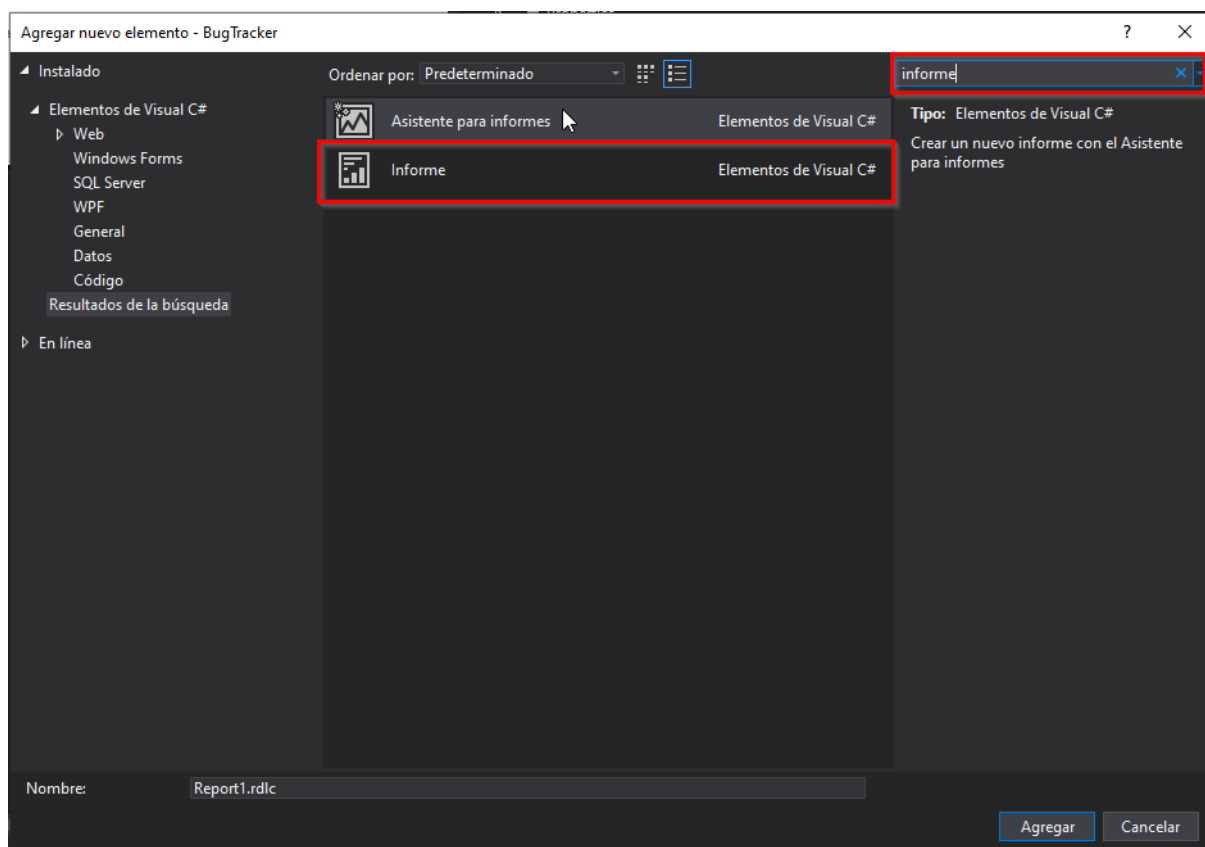 Agregar nuevo elemento - BugTracker
?
Instalado
Ordenar por: Predeterminado
informe
Elementos de Visual C#
Web
Windows Forms
SQL Server
WPF
General
Datos
Código
Resultados de la búsqueda
En línea
Asistente para informes Elementos de Visual C#
Informe Elementos de Visual C#
Tipo: Elementos de Visual C#
Crear un nuevo informe con el Asistente
para informes
Nombre: Report1.rdlc
Agregar Cancelar